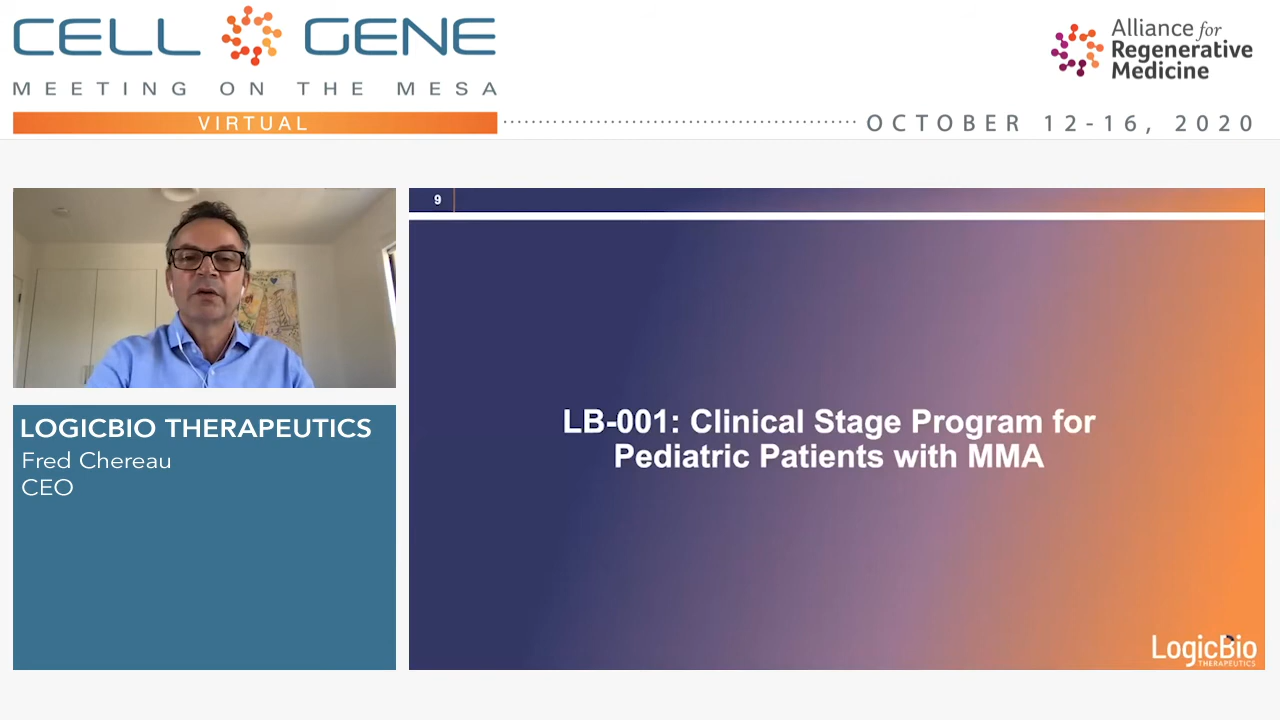 CELL GENE
MEETING ON THE MESA
VIRTUAL
Alliance for
Regenerative
Medicine
OCTOBER 12-16, 2020
LOGICBIO THERAPEUTICS
Fred Chereau
CEO
9
LB-001: Clinical Stage Program for
Pediatric Patients with MMA
LogicBio
THERAPEUTICS